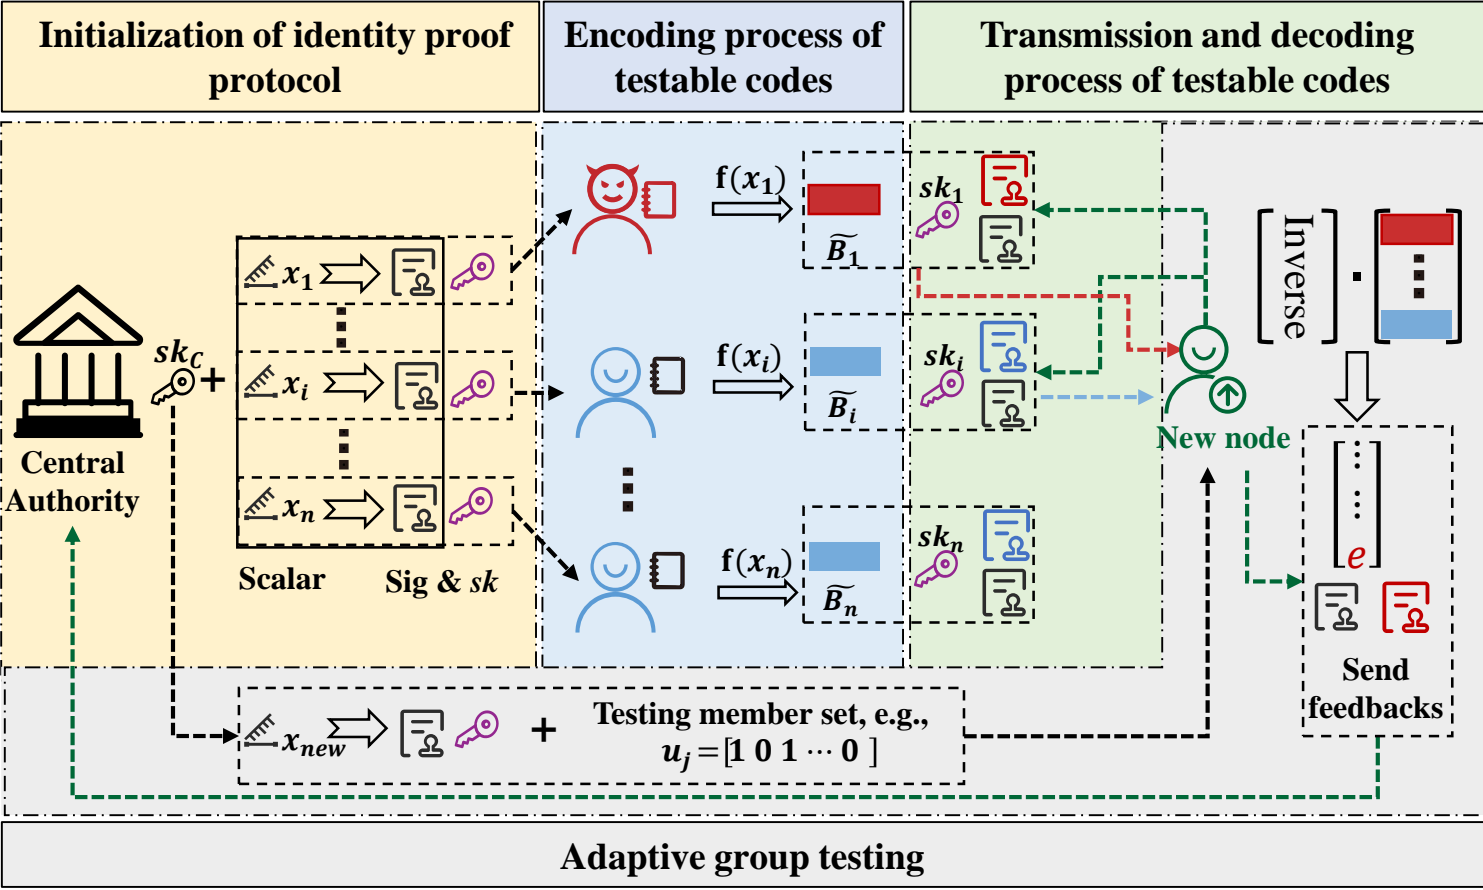 Initialization of identity proof
protocol
Encoding process of
testable codes
Transmission and decoding
process of testable codes
Central
Authority
sk_C
+
x_1
x_i
x_n
Scalar
Sig & sk
f(x_1)
B̃_1
f(x_i)
B̃_i
f(x_n)
B̃_n
sk_1
sk_i
sk_n
New node
[Inverse] · [⋮]
[⋮ ⋮ e]
Send
feedbacks
x_new
+
Testing member set, e.g.,
u_j=[1 0 1 ⋯ 0 ]
Adaptive group testing